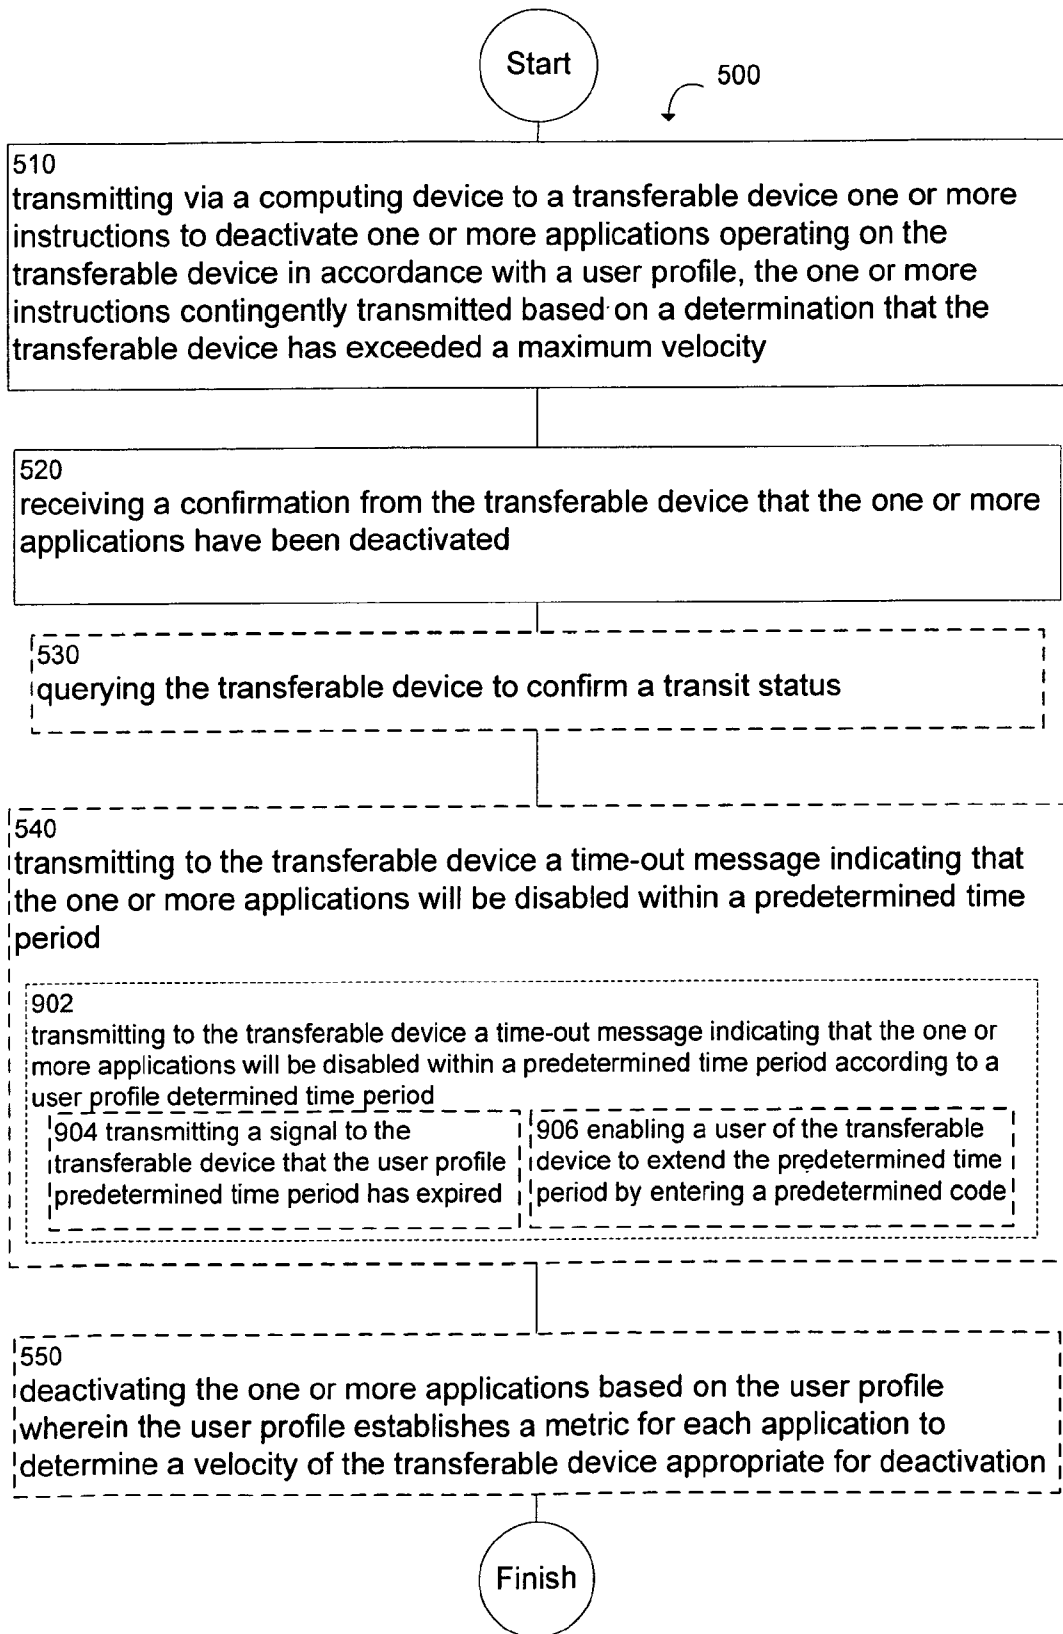 Start
500
510
transmitting via a computing device to a transferable device one or more
instructions to deactivate one or more applications operating on the
transferable device in accordance with a user profile, the one or more
instructions contingently transmitted based on a determination that the
transferable device has exceeded a maximum velocity
520
receiving a confirmation from the transferable device that the one or more
applications have been deactivated
530
querying the transferable device to confirm a transit status
540
transmitting to the transferable device a time-out message indicating that
the one or more applications will be disabled within a predetermined time
period
902
transmitting to the transferable device a time-out message indicating that the one or
more applications will be disabled within a predetermined time period according to a
user profile determined time period
904 transmitting a signal to the
transferable device that the user profile
predetermined time period has expired
906 enabling a user of the transferable
device to extend the predetermined time
period by entering a predetermined code
550
deactivating the one or more applications based on the user profile
wherein the user profile establishes a metric for each application to
determine a velocity of the transferable device appropriate for deactivation
Finish